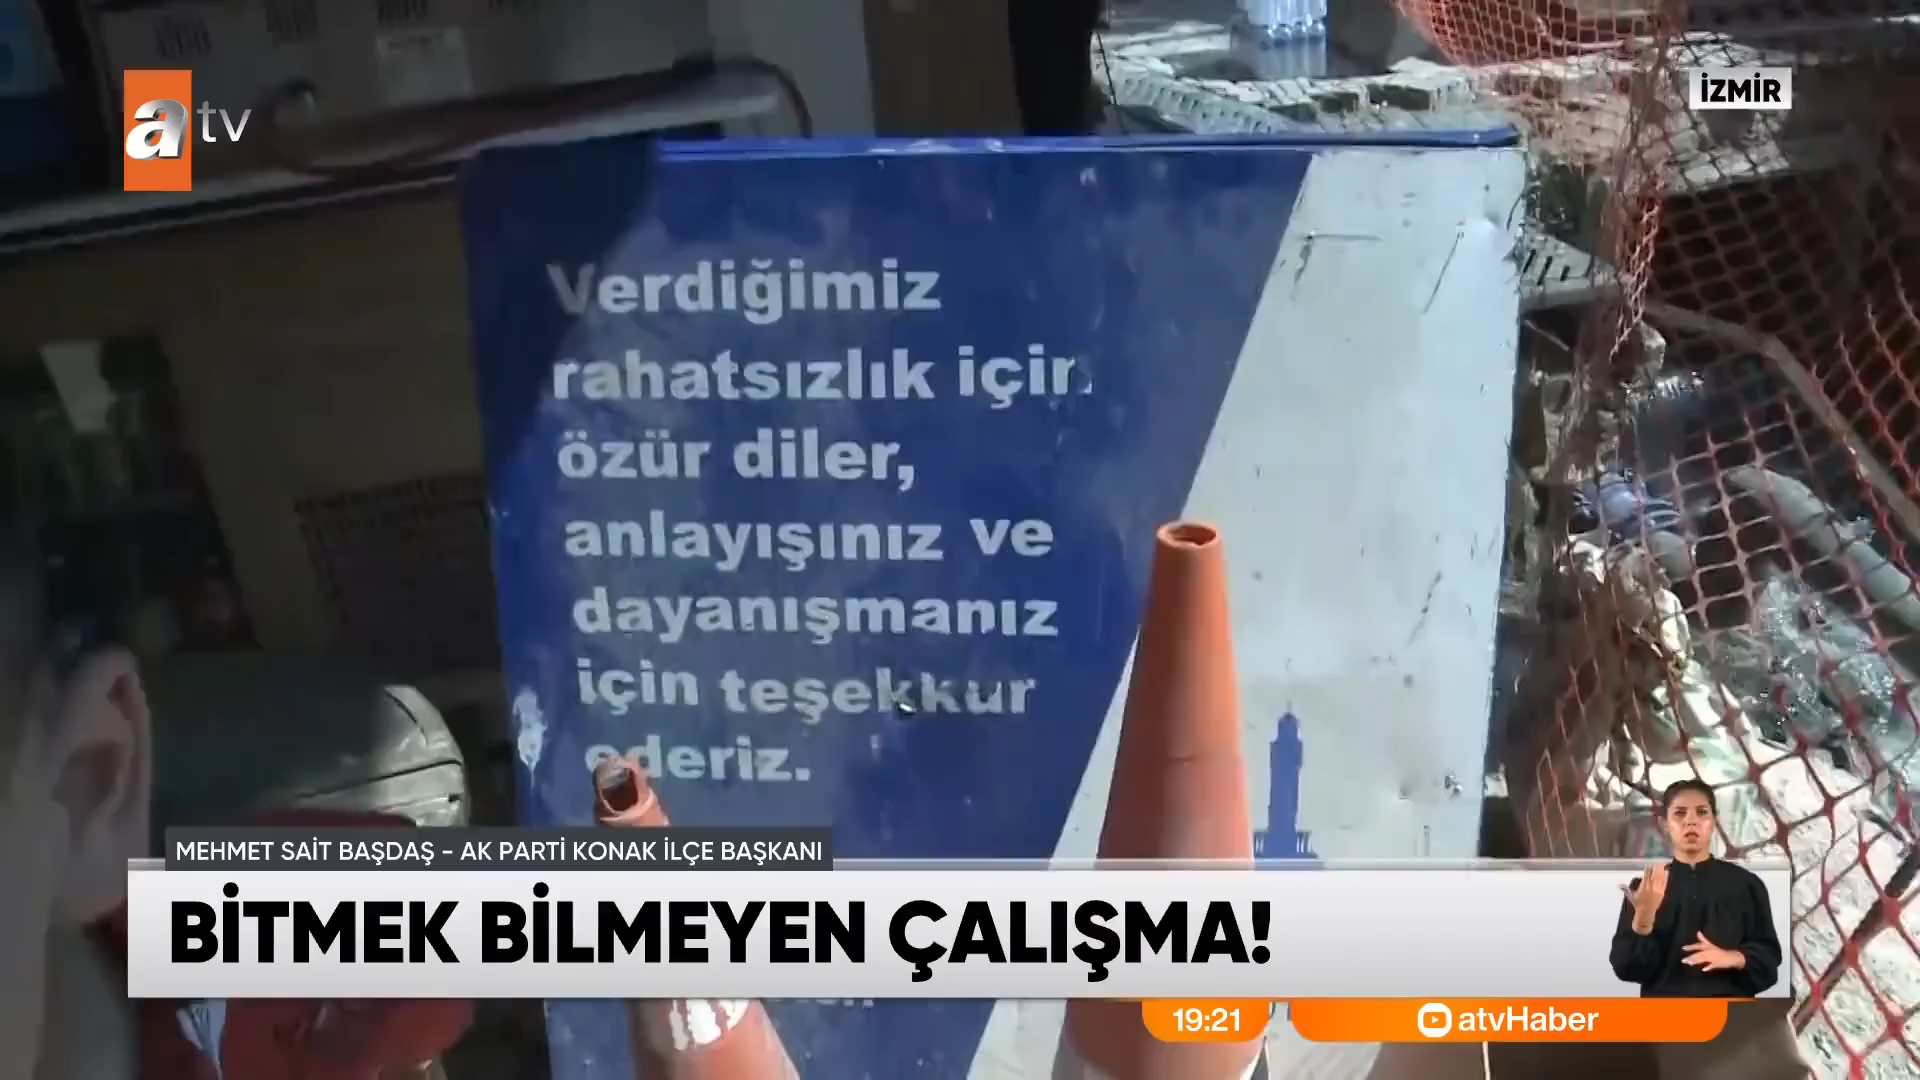 a tv
İZMİR
Verdiğimiz
rahatsızlık için
özür diler,
anlayışınız ve
dayanışmanız
için teşekkür
ederiz.
MEHMET SAİT BAŞDAŞ - AK PARTİ KONAK İLÇE BAŞKANI
BİTMEK BİLMEYEN ÇALIŞMA!
19:21
atvHaber